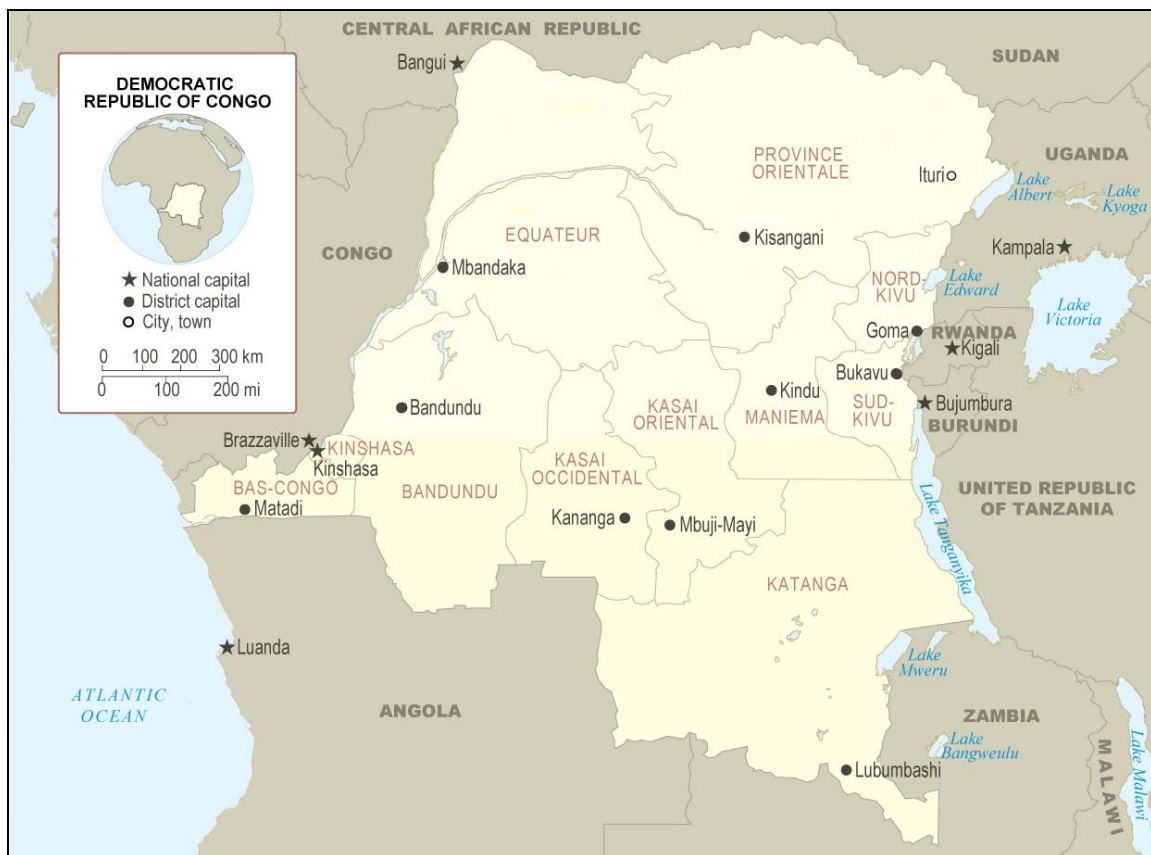 CENTRAL AFRICAN REPUBLIC
Bangui
SUDAN
DEMOCRATIC
REPUBLIC OF CONGO
National capital
District capital
City, town
0 100 200 300 km
0 100 200 mi
PROVINCE
ORIENTALE
Ituri
UGANDA
Lake
Albert
Lake
Kyoga
EQUATEUR
Kisangani
CONGO
Mbandaka
Kampala
NORD-
KIVU
Lake
Edward
Lake
Victoria
Goma
RWANDA
Kigali
Bukavu
Kindu
MANIEMA
SUD-
KIVU
Bujumbura
BURUNDI
Bandundu
KASAI
ORIENTAL
Brazzaville
KINSHASA
Kinshasa
KASAI
OCCIDENTAL
BAS-CONGO
BANDUNDU
Matadi
Kananga
Mbuji-Mayi
Lake Tanganyika
UNITED REPUBLIC
OF TANZANIA
KATANGA
Luanda
Lake
Mweru
ATLANTIC
OCEAN
ANGOLA
ZAMBIA
Lake
Bangweulu
Lubumbashi
MALAWI
Lake Malawi